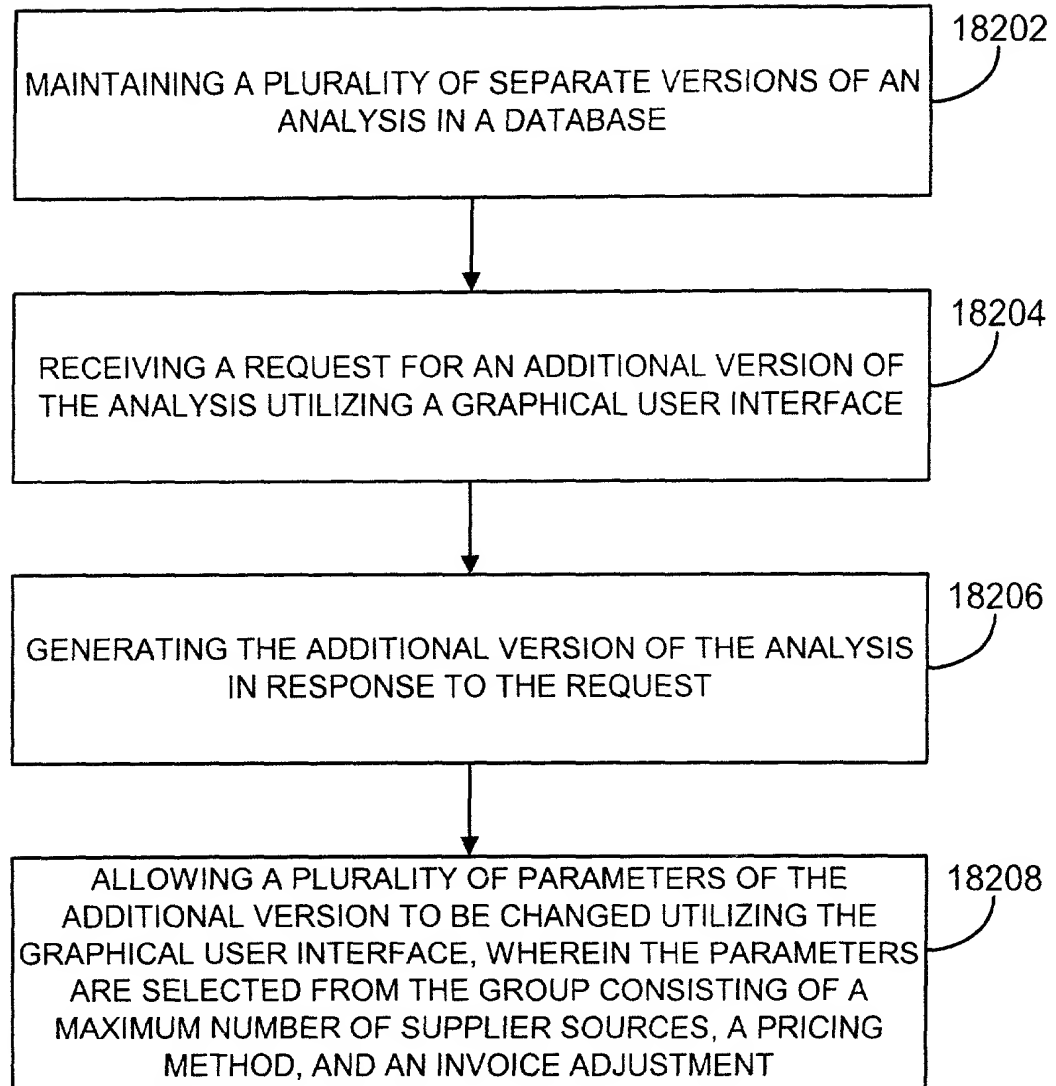 18202
MAINTAINING A PLURALITY OF SEPARATE VERSIONS OF AN
ANALYSIS IN A DATABASE
18204
RECEIVING A REQUEST FOR AN ADDITIONAL VERSION OF
THE ANALYSIS UTILIZING A GRAPHICAL USER INTERFACE
18206
GENERATING THE ADDITIONAL VERSION OF THE ANALYSIS
IN RESPONSE TO THE REQUEST
18208
ALLOWING A PLURALITY OF PARAMETERS OF THE
ADDITIONAL VERSION TO BE CHANGED UTILIZING THE
GRAPHICAL USER INTERFACE, WHEREIN THE PARAMETERS
ARE SELECTED FROM THE GROUP CONSISTING OF A
MAXIMUM NUMBER OF SUPPLIER SOURCES, A PRICING
METHOD, AND AN INVOICE ADJUSTMENT